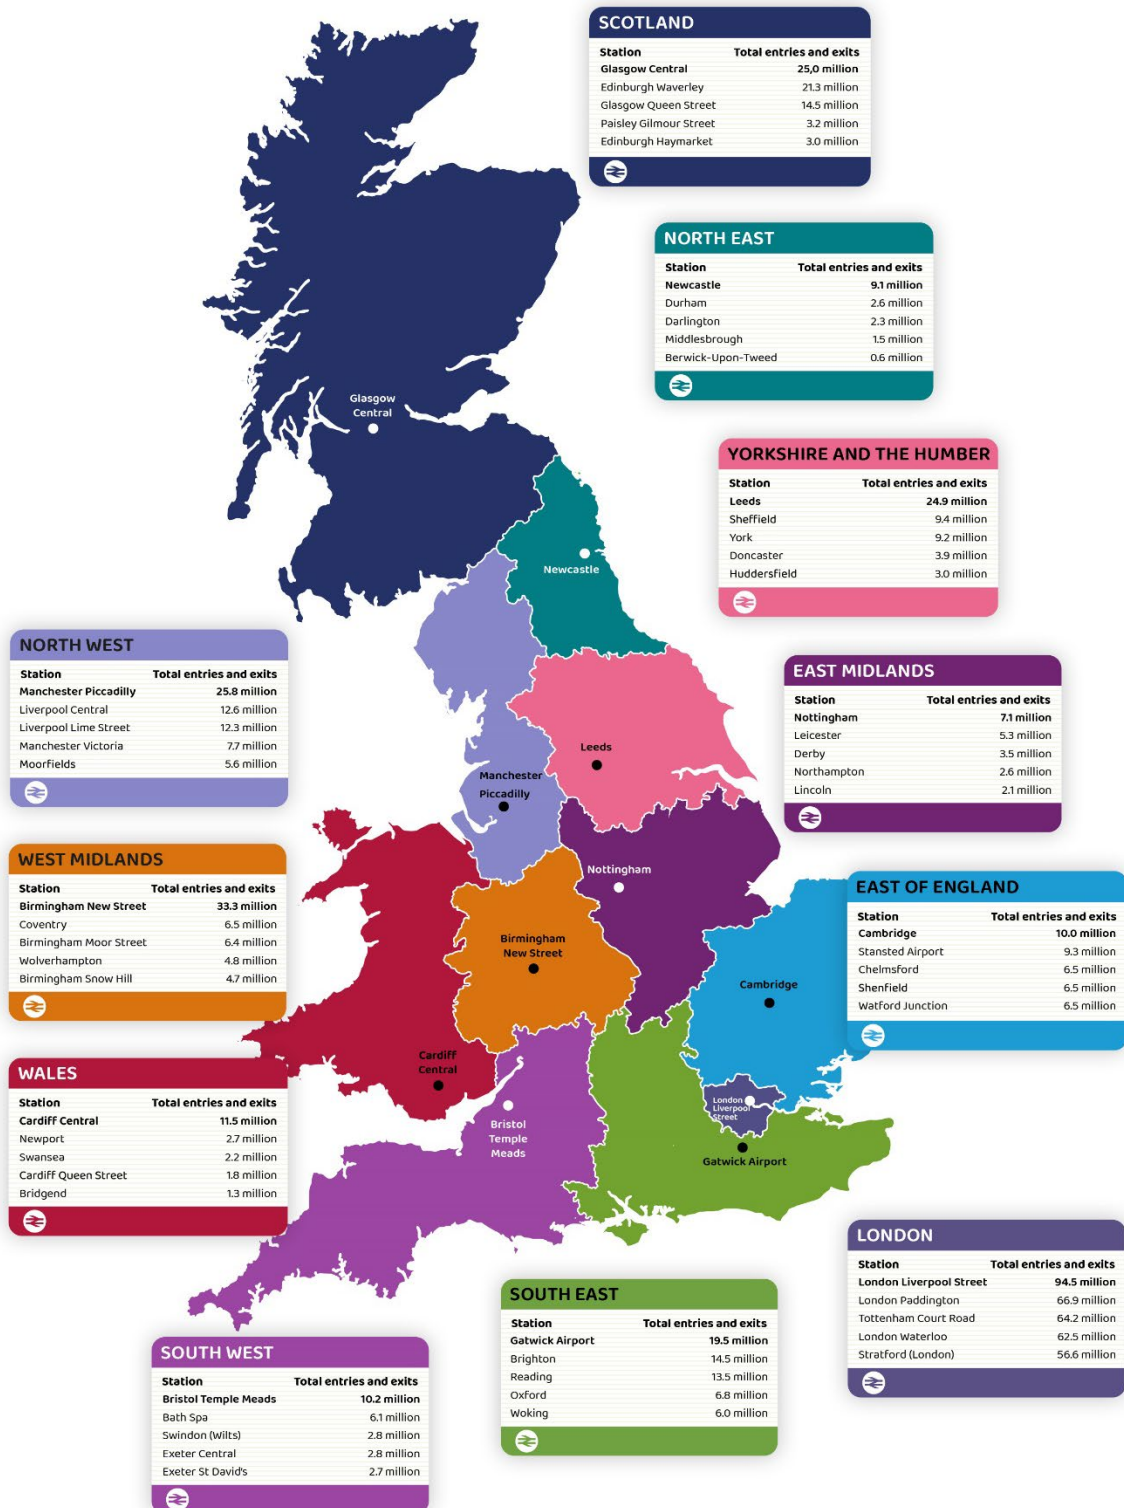 SCOTLAND
Station Total entries and exits
Glasgow Central 25,0 million
Edinburgh Waverley 21.3 million
Glasgow Queen Street 14.5 million
Paisley Gilmour Street 3.2 million
Edinburgh Haymarket 3.0 million
NORTH EAST
Station Total entries and exits
Newcastle 9.1 million
Durham 2.6 million
Darlington 2.3 million
Middlesbrough 1.5 million
Berwick-Upon-Tweed 0.6 million
Glasgow
Central
YORKSHIRE AND THE HUMBER
Station Total entries and exits
Leeds 24.9 million
Sheffield 9.4 million
York 9.2 million
Doncaster 3.9 million
Huddersfield 3.0 million
Newcastle
NORTH WEST
Station Total entries and exits
Manchester Piccadilly 25.8 million
Liverpool Central 12.6 million
Liverpool Lime Street 12.3 million
Manchester Victoria 7.7 million
Moorfields 5.6 million
EAST MIDLANDS
Station Total entries and exits
Nottingham 7.1 million
Leicester 5.3 million
Derby 3.5 million
Northampton 2.6 million
Lincoln 2.1 million
Leeds
Manchester
Piccadilly
WEST MIDLANDS
Station Total entries and exits
Birmingham New Street 33.3 million
Coventry 6.5 million
Birmingham Moor Street 6.4 million
Wolverhampton 4.8 million
Birmingham Snow Hill 4.7 million
Nottingham
EAST OF ENGLAND
Station Total entries and exits
Cambridge 10.0 million
Stansted Airport 9.3 million
Chelmsford 6.5 million
Shenfield 6.5 million
Watford Junction 6.5 million
Birmingham
New Street
Cambridge
WALES
Station Total entries and exits
Cardiff Central 11.5 million
Newport 2.7 million
Swansea 2.2 million
Cardiff Queen Street 1.8 million
Bridgend 1.3 million
Cardiff
Central
London
Liverpool
Street
Bristol
Temple
Meads
Gatwick Airport
LONDON
Station Total entries and exits
London Liverpool Street 94.5 million
London Paddington 66.9 million
Tottenham Court Road 64.2 million
London Waterloo 62.5 million
Stratford (London) 56.6 million
SOUTH EAST
Station Total entries and exits
Gatwick Airport 19.5 million
Brighton 14.5 million
Reading 13.5 million
Oxford 6.8 million
Woking 6.0 million
SOUTH WEST
Station Total entries and exits
Bristol Temple Meads 10.2 million
Bath Spa 6.1 million
Swindon (Wilts) 2.8 million
Exeter Central 2.8 million
Exeter St David's 2.7 million